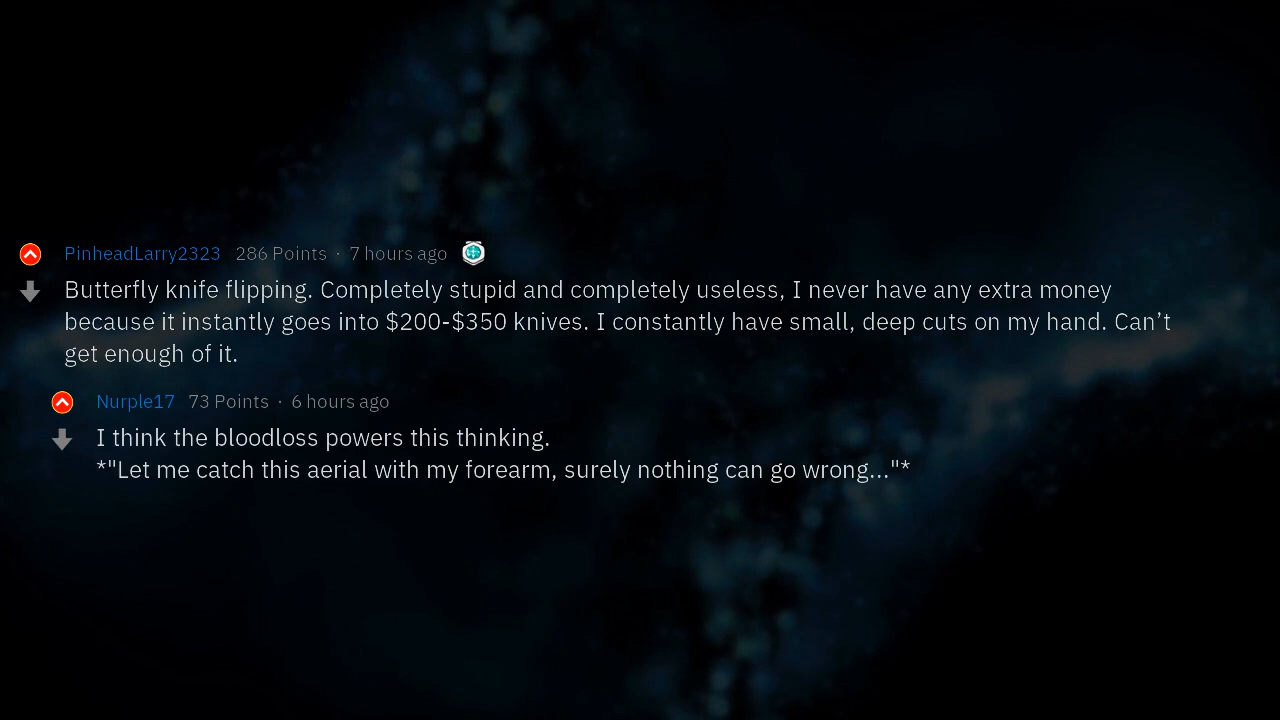 PinheadLarry2323 286 Points · 7 hours ago
Butterfly knife flipping. Completely stupid and completely useless, I never have any extra money
because it instantly goes into $200-$350 knives. I constantly have small, deep cuts on my hand. Can’t
get enough of it.
Nurple17 73 Points · 6 hours ago
I think the bloodloss powers this thinking.
*"Let me catch this aerial with my forearm, surely nothing can go wrong..."*